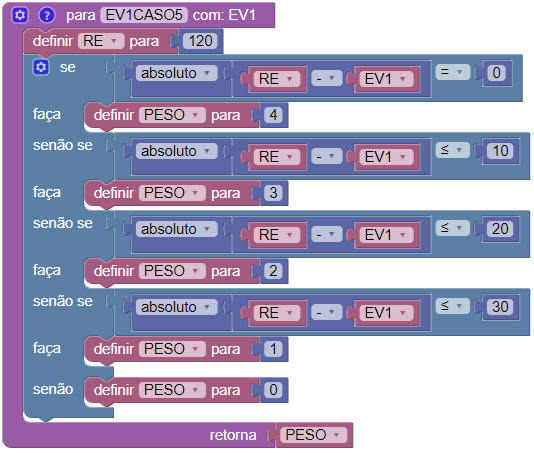 para EV1CASO5 com: EV1
definir RE para 120
se absoluto RE - EV1 = 0
faça definir PESO para 4
senão se absoluto RE - EV1 ≤ 10
faça definir PESO para 3
senão se absoluto RE - EV1 ≤ 20
faça definir PESO para 2
senão se absoluto RE - EV1 ≤ 30
faça definir PESO para 1
senão definir PESO para 0
retorna PESO